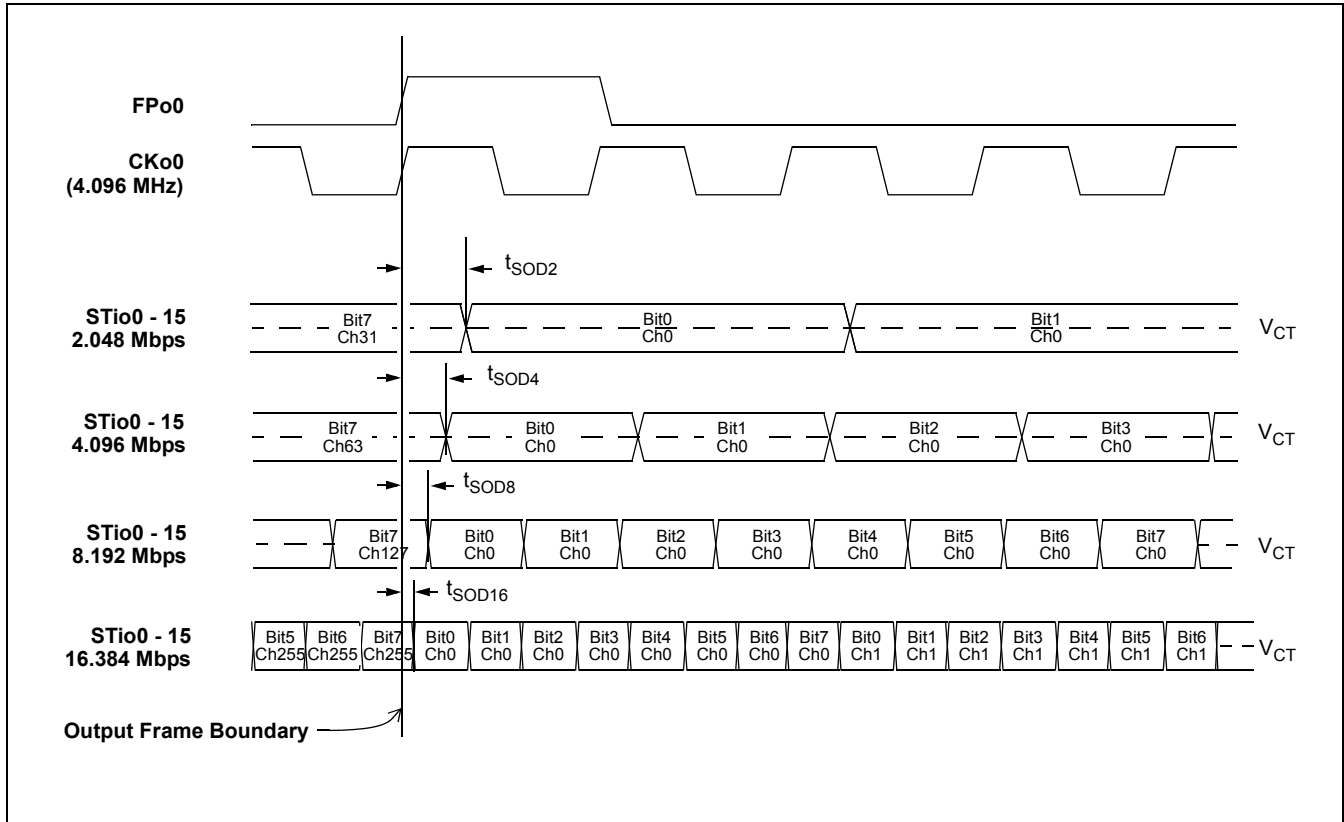 FPo0
CKo0
(4.096 MHz)
tSOD2
STio0 - 15
2.048 Mbps
Bit7
Ch31
Bit0
Ch0
Bit1
Ch0
VCT
tSOD4
STio0 - 15
4.096 Mbps
Bit7
Ch63
Bit0
Ch0
Bit1
Ch0
Bit2
Ch0
Bit3
Ch0
VCT
tSOD8
STio0 - 15
8.192 Mbps
Bit7
Ch127
Bit0
Ch0
Bit1
Ch0
Bit2
Ch0
Bit3
Ch0
Bit4
Ch0
Bit5
Ch0
Bit6
Ch0
Bit7
Ch0
VCT
tSOD16
STio0 - 15
16.384 Mbps
Bit5
Ch255
Bit6
Ch255
Bit7
Ch255
Bit0
Ch0
Bit1
Ch0
Bit2
Ch0
Bit3
Ch0
Bit4
Ch0
Bit5
Ch0
Bit6
Ch0
Bit7
Ch0
Bit0
Ch1
Bit1
Ch1
Bit2
Ch1
Bit3
Ch1
Bit4
Ch1
Bit5
Ch1
Bit6
Ch1
VCT
Output Frame Boundary